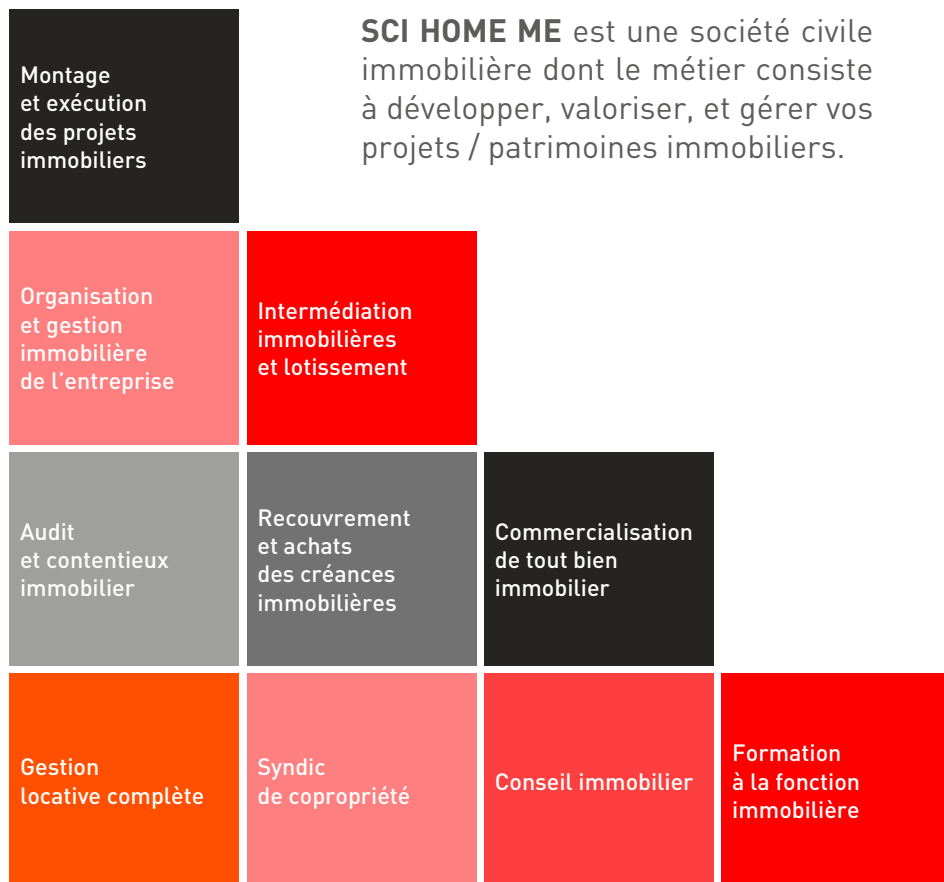 SCI HOME ME est une société civile
immobilière dont le métier consiste
à développer, valoriser, et gérer vos
projets / patrimoines immobiliers.
Montage
et exécution
des projets
immobiliers
Organisation
et gestion
immobilière
de l'entreprise
Intermédiation
immobilières
et lotissement
Audit
et contentieux
immobilier
Recouvrement
et achats
des créances
immobilières
Commercialisation
de tout bien
immobilier
Gestion
locative complète
Syndic
de copropriété
Conseil immobilier
Formation
à la fonction
immobilière